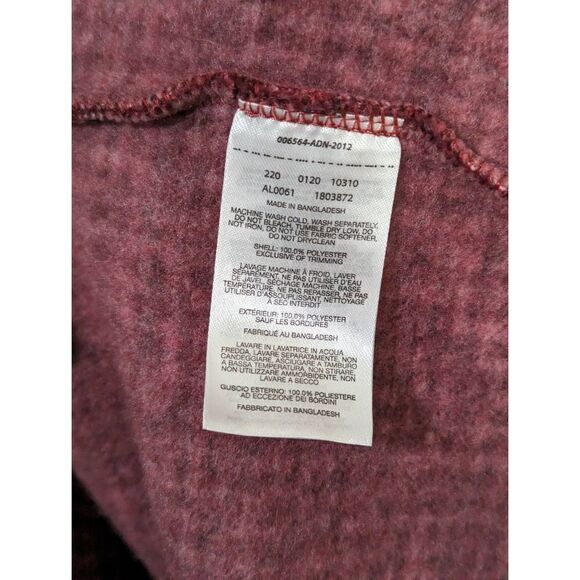 006564-ADN-2012
220 0120 10310
AL0061 1803872
MADE IN BANGLADESH
MACHINE WASH COLD, WASH SEPARATELY,
DO NOT BLEACH, TUMBLE DRY LOW, DO
NOT IRON, DO NOT USE FABRIC SOFTENER,
DO NOT DRYCLEAN
SHELL: 100.0% POLYESTER
EXCLUSIVE OF TRIMMING
LAVAGE MACHINE À FROID, LAVER
SÉPARÉMENT, NE PAS UTILISER D'EAU
DE JAVEL, SÉCHAGE MACHINE BASSE
TEMPÉRATURE, NE PAS REPASSER, NE PAS
UTILISER D'ASSOUPLISSANT, NETTOYAGE
À SEC INTERDIT
EXTÉRIEUR: 100.0% POLYESTER
SAUF LES BORDURES
FABRIQUÉ AU BANGLADESH
LAVARE IN LAVATRICE IN ACQUA
FREDDA, LAVARE SEPARATAMENTE, NON
CANDEGGIARE, ASCIUGARE A TAMBURO
A BASSA TEMPERATURA, NON STIRARE,
NON UTILIZZARE AMMORBIDENTE, NON
LAVARE A SECCO
GUSCIO ESTERNO: 100.0% POLIESTERE
AD ECCEZIONE DEI BORDINI
FABBRICATO IN BANGLADESH